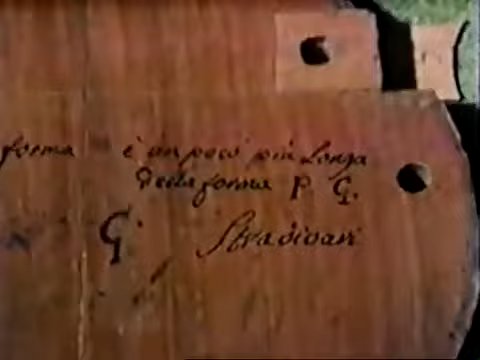 forma è un poco più Longa
Della forma P. G.
G. Stradivari